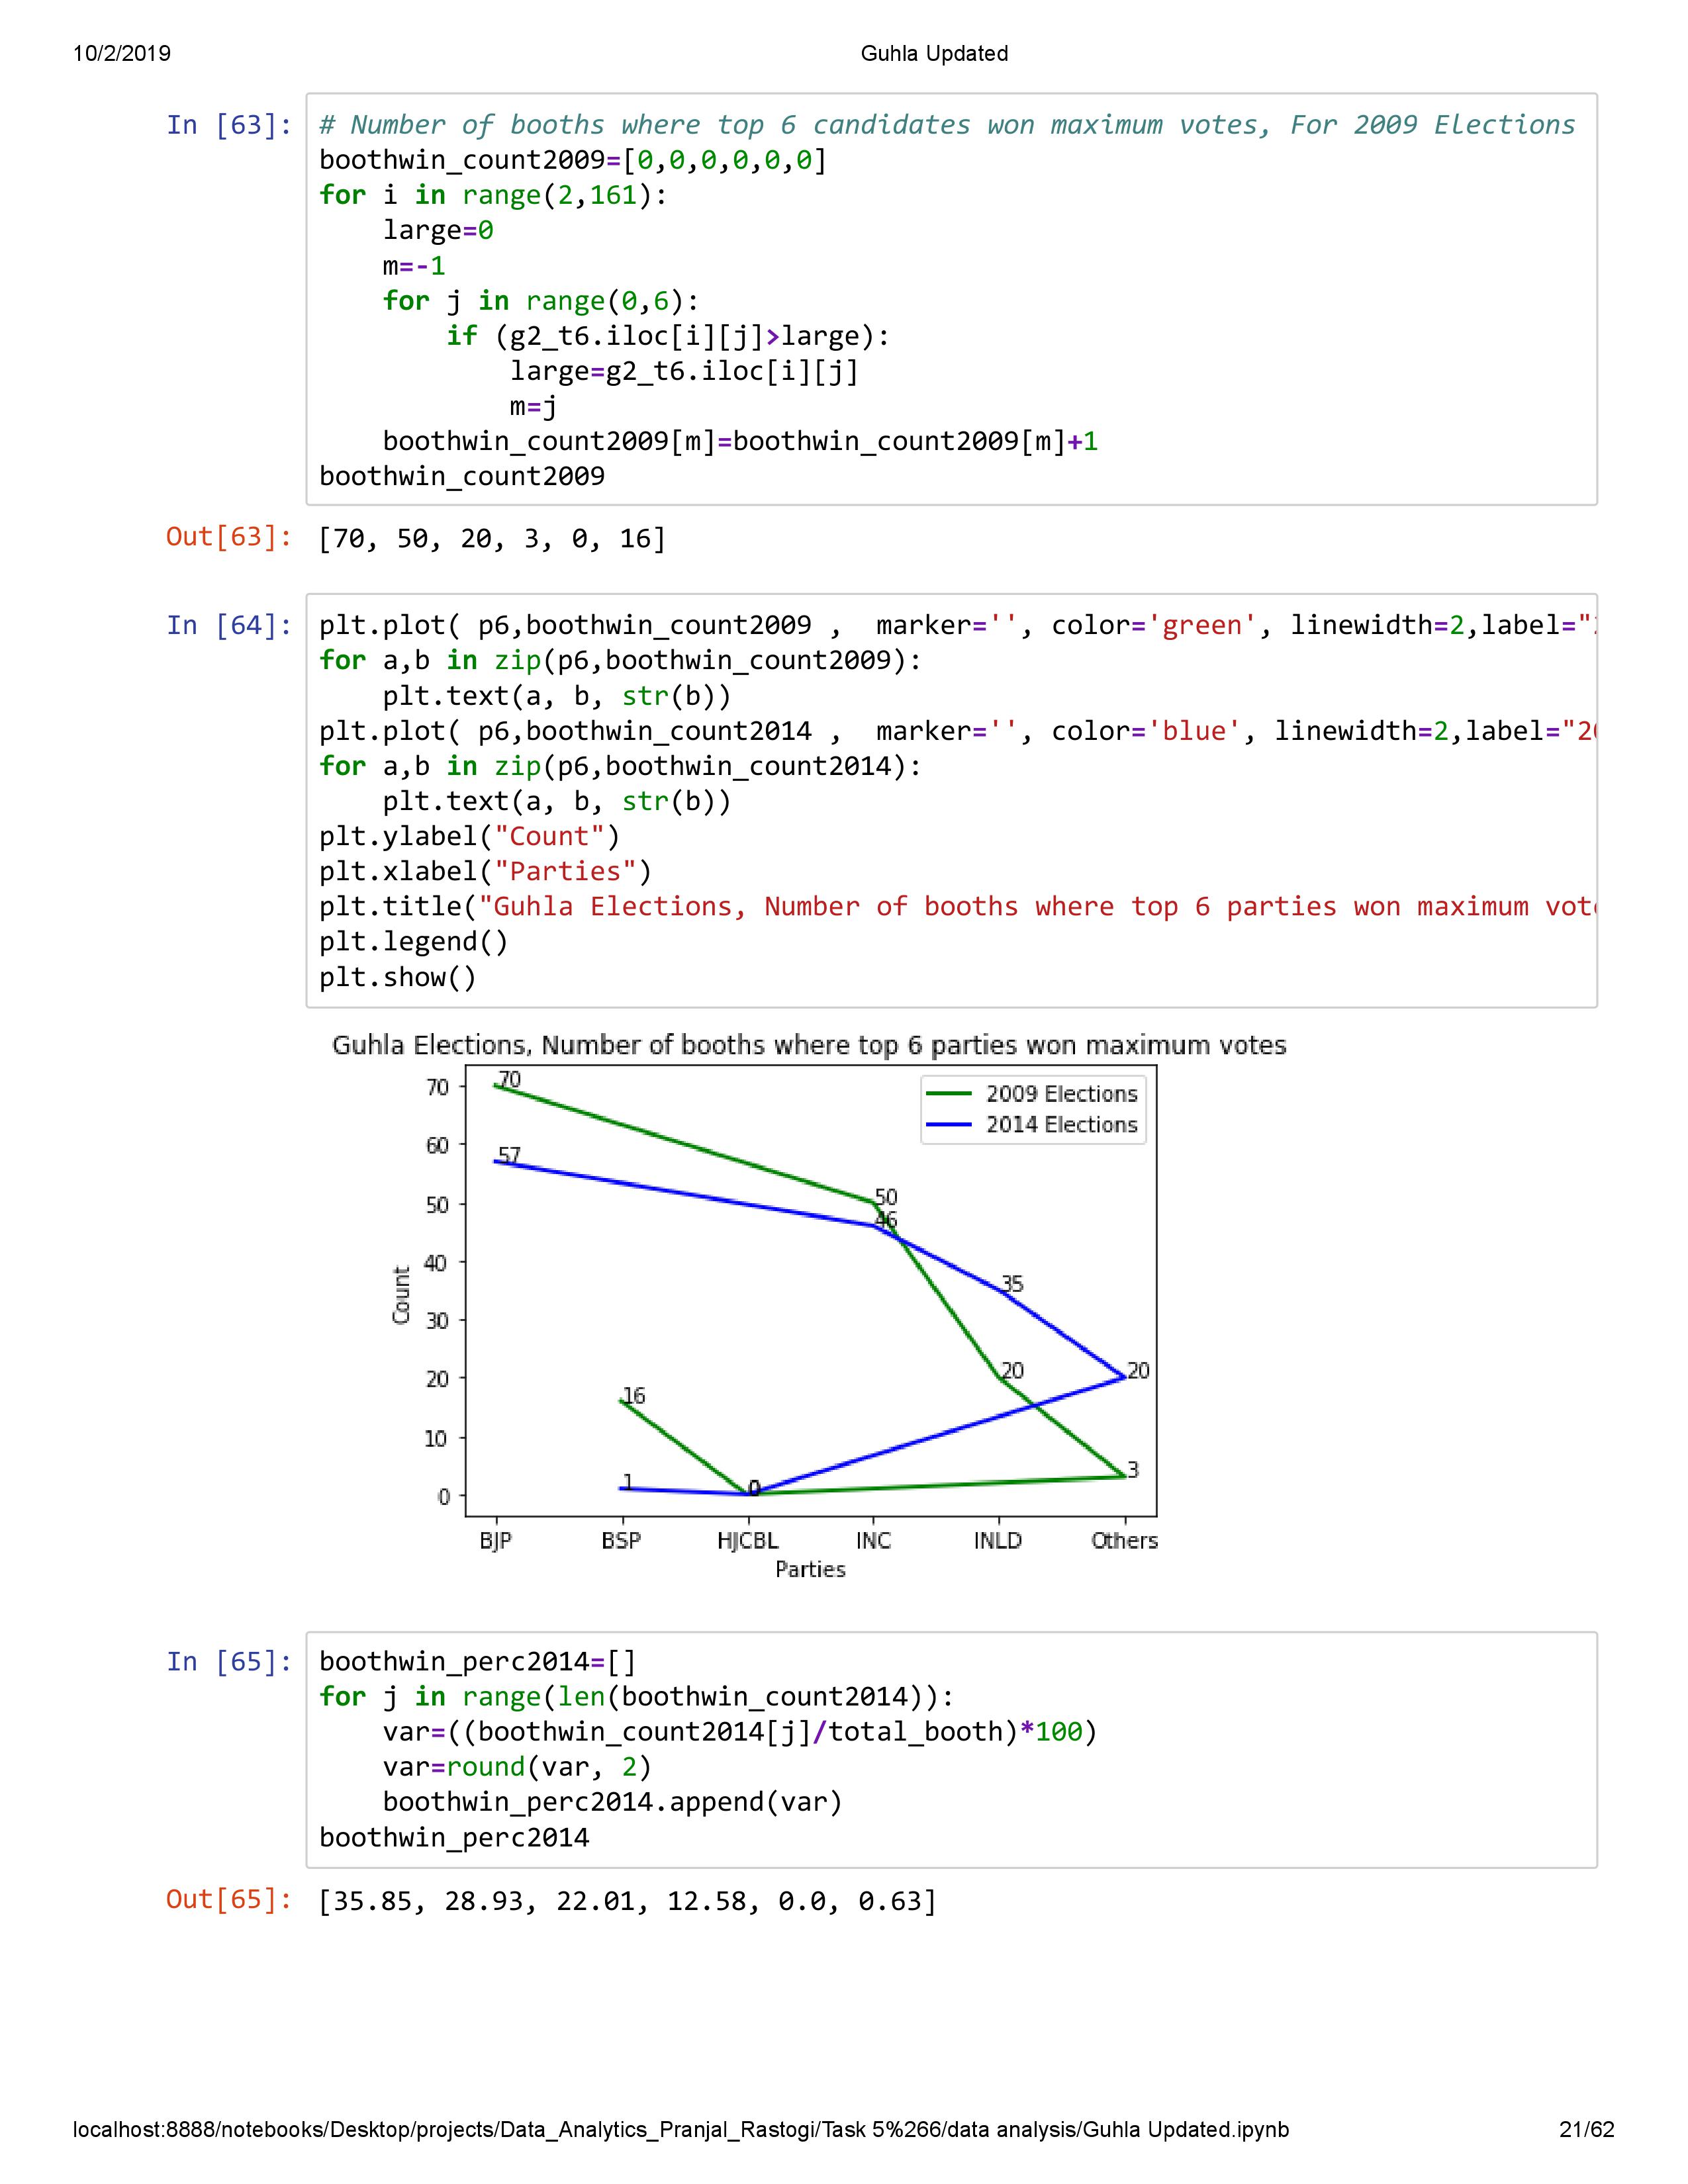 10/2/2019 Guhla Updated
In [63]: # Number of booths where top 6 candidates won maximum votes, For 2009 Elections
boothwin_count2009=[0,0,0,0,0,0]
for i in range(2,161):
    large=0
    m=-1
    for j in range(0,6):
        if (g2_t6.iloc[i][j]>large):
            large=g2_t6.iloc[i][j]
            m=j
    boothwin_count2009[m]=boothwin_count2009[m]+1
boothwin_count2009
Out[63]: [70, 50, 20, 3, 0, 16]
In [64]: plt.plot( p6,boothwin_count2009 ,  marker='', color='green', linewidth=2,label="
for a,b in zip(p6,boothwin_count2009):
    plt.text(a, b, str(b))
plt.plot( p6,boothwin_count2014 ,  marker='', color='blue', linewidth=2,label="20
for a,b in zip(p6,boothwin_count2014):
    plt.text(a, b, str(b))
plt.ylabel("Count")
plt.xlabel("Parties")
plt.title("Guhla Elections, Number of booths where top 6 parties won maximum vot
plt.legend()
plt.show()
Guhla Elections, Number of booths where top 6 parties won maximum votes
2009 Elections
2014 Elections
70
60
50
40
30
20
10
0
Count
70
57
50
46
35
20
20
16
3
1
0
BJP BSP HJCBL INC INLD Others
Parties
In [65]: boothwin_perc2014=[]
for j in range(len(boothwin_count2014)):
    var=((boothwin_count2014[j]/total_booth)*100)
    var=round(var, 2)
    boothwin_perc2014.append(var)
boothwin_perc2014
Out[65]: [35.85, 28.93, 22.01, 12.58, 0.0, 0.63]
localhost:8888/notebooks/Desktop/projects/Data_Analytics_Pranjal_Rastogi/Task 5%266/data analysis/Guhla Updated.ipynb 21/62